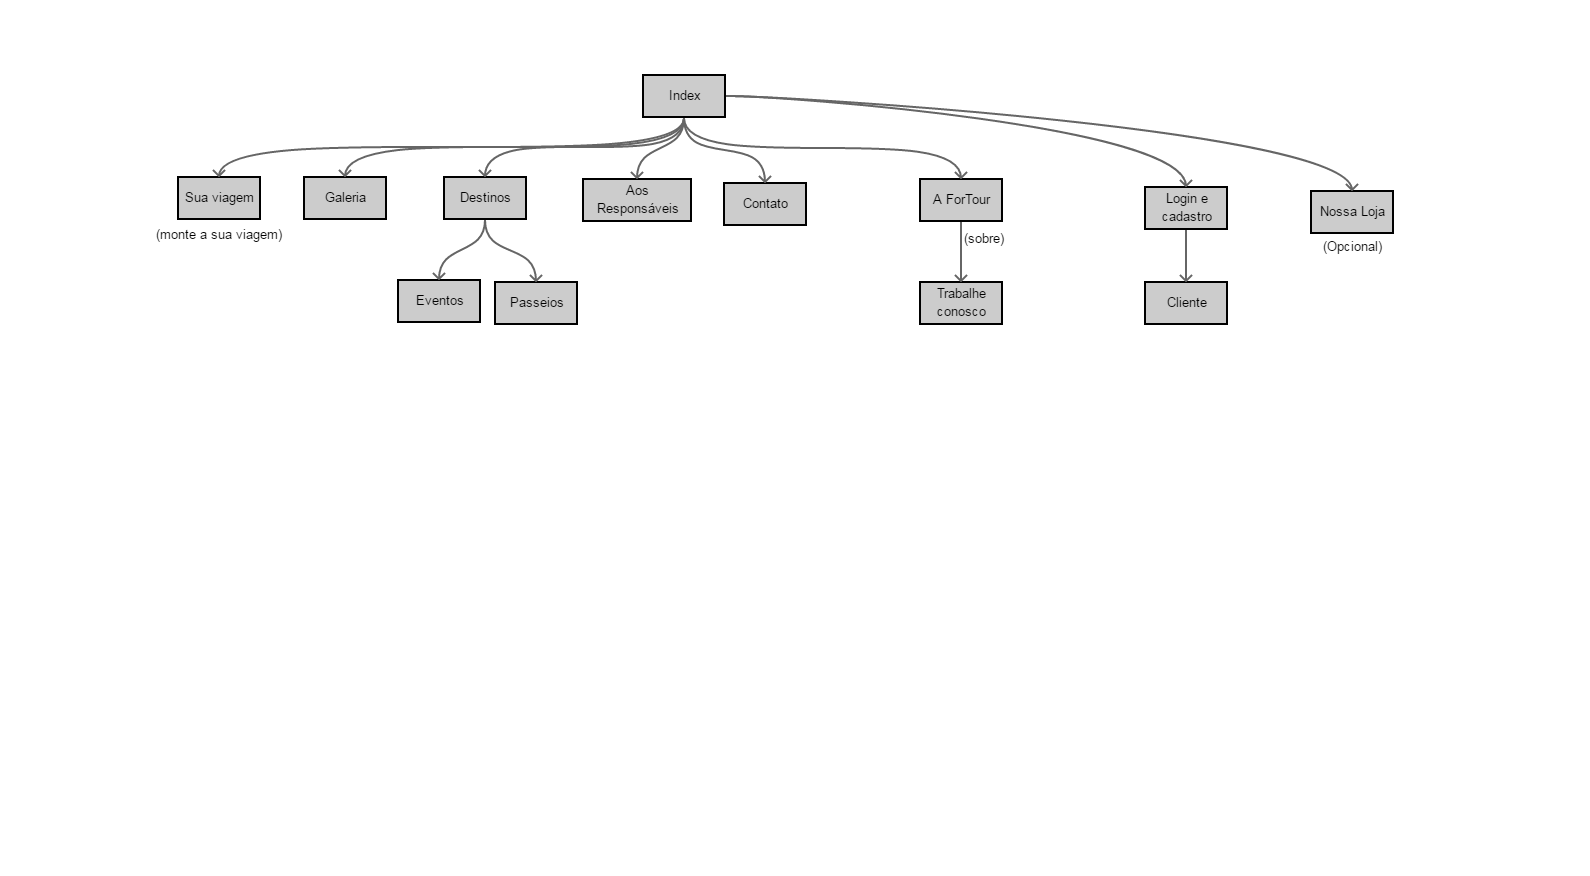 Index
Sua viagem
(monte a sua viagem)
Galeria
Destinos
Aos
Responsáveis
Contato
A ForTour
(sobre)
Login e
cadastro
Nossa Loja
(Opcional)
Eventos
Passeios
Trabalhe
conosco
Cliente